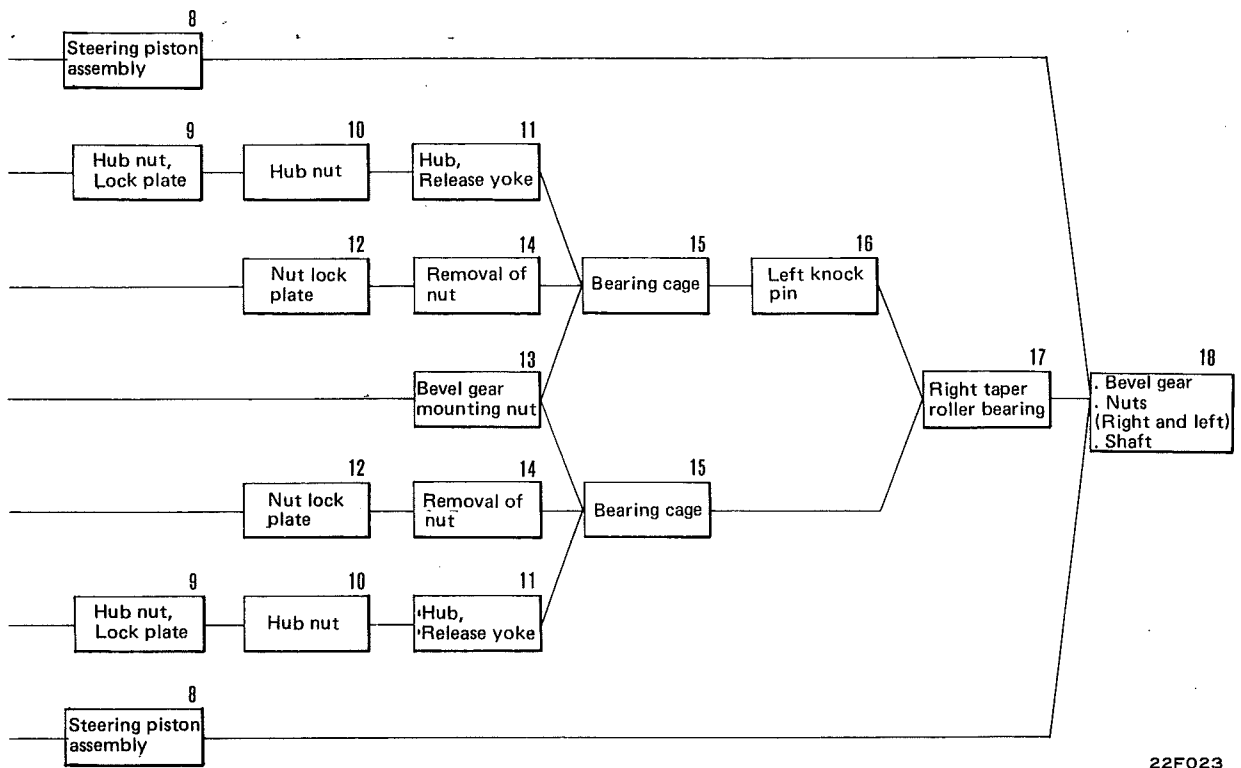 8
Steering piston
assembly
9
Hub nut,
Lock plate
10
Hub nut
11
Hub,
Release yoke
12
Nut lock
plate
14
Removal of
nut
15
Bearing cage
16
Left knock
pin
13
Bevel gear
mounting nut
17
Right taper
roller bearing
18
. Bevel gear
. Nuts
(Right and left)
. Shaft
12
Nut lock
plate
14
Removal of
nut
15
Bearing cage
9
Hub nut,
Lock plate
10
Hub nut
11
Hub,
Release yoke
8
Steering piston
assembly
22F023